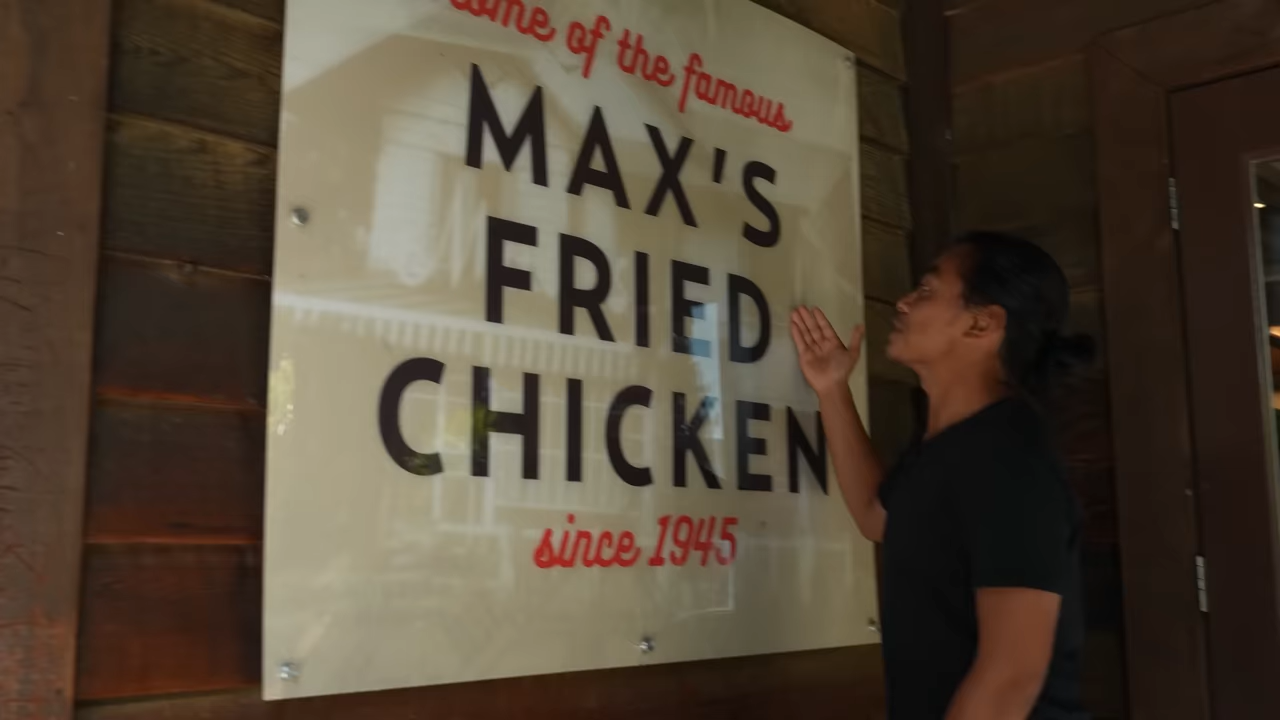 of the famous
MAX'S
FRIED
CHICKEN
since 1945